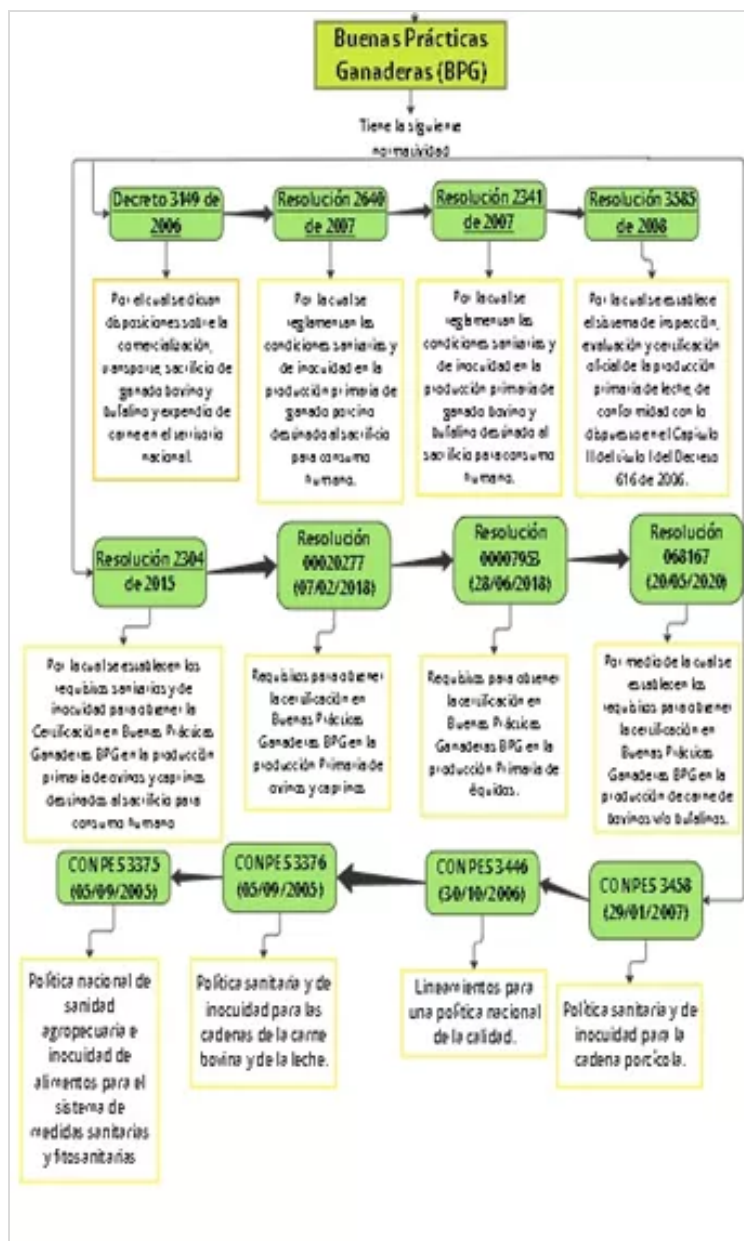 Buenas Prácticas
Ganaderas (BPG)
Tiene la siguiente
normatividad
Decreto 3149 de
2006
Resolución 2640
de 2007
Resolución 2341
de 2007
Resolución 3585
de 2008
Por el cual se dictan
disposiciones sobre la
comercialización,
transporte, sacrificio de
ganado bovino y
bufalino y expendio de
carne en el territorio
nacional.
Por la cual se
reglamentan las
condiciones sanitarias y
de inocuidad en la
producción primaria de
ganado porcino
destinado al sacrificio
para consumo
humano.
Por la cual se
reglamentan las
condiciones sanitarias y
de inocuidad en la
producción primaria de
ganado bovino y
bufalino destinado al
sacrificio para consumo
humano.
Por la cual se establece
el sistema de inspección,
evaluación y certificación
oficial de la producción
primaria de leche, de
conformidad con lo
dispuesto en el Capítulo
II del título I del Decreto
616 de 2006.
Resolución 2304
de 2015
Resolución
00020277
(07/02/2018)
Resolución
00007953
(28/06/2018)
Resolución
068167
(20/05/2020)
Por la cual se establecen los
requisitos sanitarios y de
inocuidad para obtener la
Certificación en Buenas Prácticas
Ganaderas BPG en la producción
primaria de ovinos y caprinos
destinados al sacrificio para
consumo humano
Requisitos para obtener
la certificación en
Buenas Prácticas
Ganaderas BPG en la
producción Primaria de
ovinos y caprinos
Requisitos para obtener
la certificación en
Buenas Prácticas
Ganaderas BPG en la
producción Primaria de
équidos.
Por medio de la cual se
establecen los
requisitos para obtener
la certificación en
Buenas Prácticas
Ganaderas BPG en la
producción de carne de
bovinos y/o bufalinos.
CONPES 3375
(05/09/2005)
CONPES 3376
(05/09/2005)
CONPES 3446
(30/10/2006)
CONPES 3458
(29/01/2007)
Política nacional de
sanidad
agropecuaria e
inocuidad de
alimentos para el
sistema de
medidas sanitarias
y fitosanitarias
Política sanitaria y de
inocuidad para las
cadenas de la carne
bovina y de la leche.
Lineamientos para
una política nacional
de la calidad.
Política sanitaria y de
inocuidad para la
cadena porcícola.